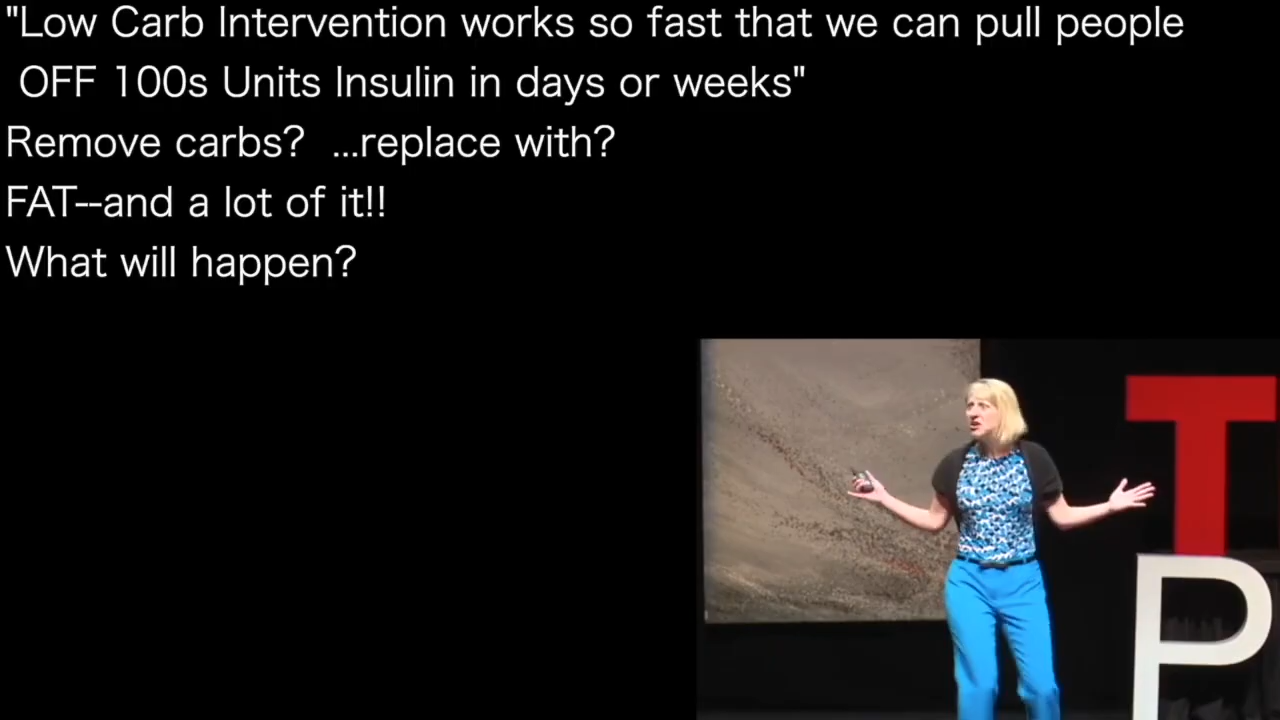 "Low Carb Intervention works so fast that we can pull people
OFF 100s Units Insulin in days or weeks"
Remove carbs?  ...replace with?
FAT--and a lot of it!!
What will happen?
T
P